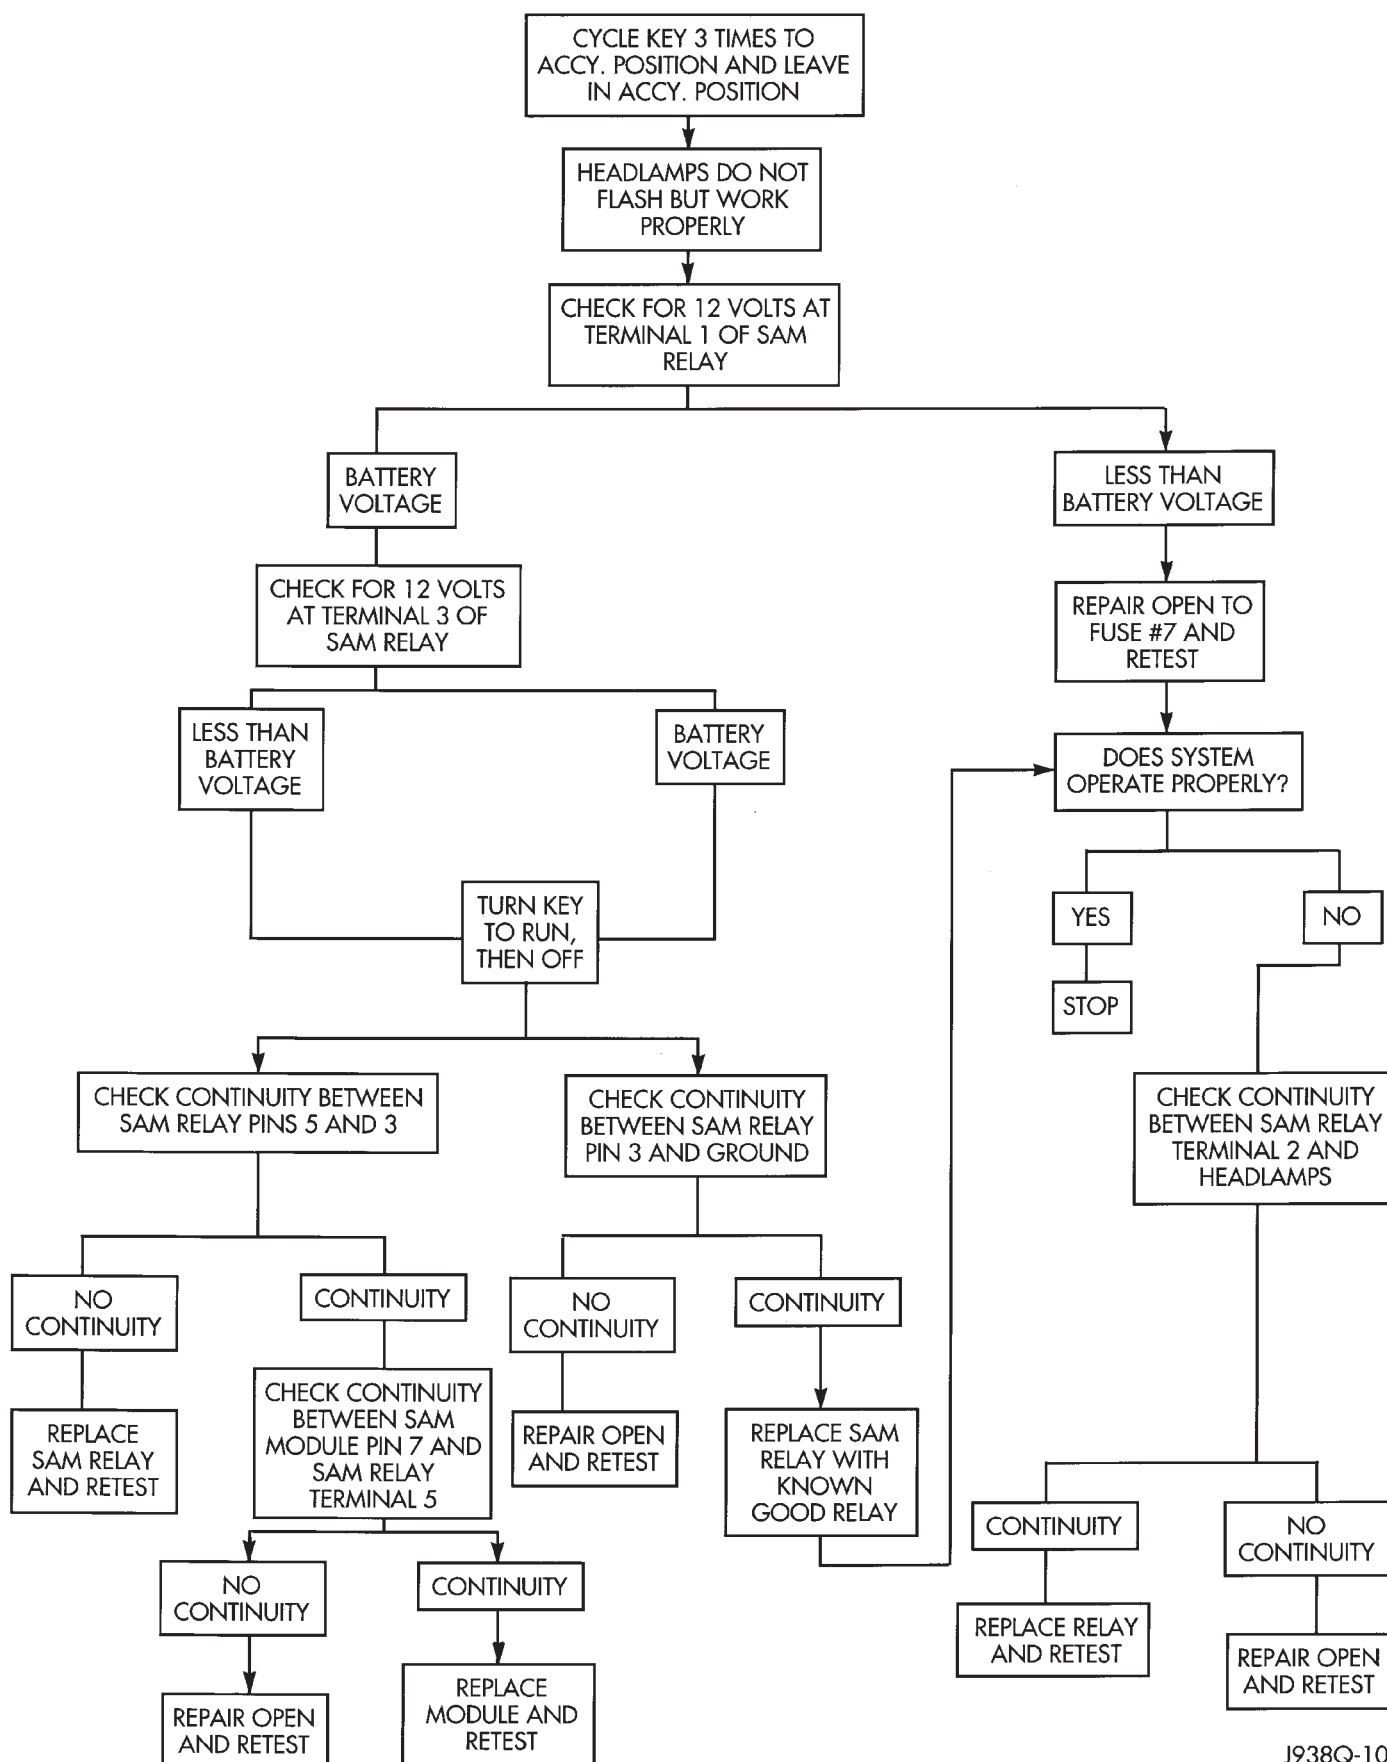 CYCLE KEY 3 TIMES TO
ACCY. POSITION AND LEAVE
IN ACCY. POSITION
HEADLAMPS DO NOT
FLASH BUT WORK
PROPERLY
CHECK FOR 12 VOLTS AT
TERMINAL 1 OF SAM
RELAY
BATTERY
VOLTAGE
LESS THAN
BATTERY VOLTAGE
CHECK FOR 12 VOLTS
AT TERMINAL 3 OF
SAM RELAY
REPAIR OPEN TO
FUSE #7 AND
RETEST
LESS THAN
BATTERY
VOLTAGE
BATTERY
VOLTAGE
DOES SYSTEM
OPERATE PROPERLY?
TURN KEY
TO RUN,
THEN OFF
YES
NO
STOP
CHECK CONTINUITY BETWEEN
SAM RELAY PINS 5 AND 3
CHECK CONTINUITY
BETWEEN SAM RELAY
PIN 3 AND GROUND
CHECK CONTINUITY
BETWEEN SAM RELAY
TERMINAL 2 AND
HEADLAMPS
NO
CONTINUITY
CONTINUITY
NO
CONTINUITY
CONTINUITY
REPLACE
SAM RELAY
AND RETEST
CHECK CONTINUITY
BETWEEN SAM
MODULE PIN 7 AND
SAM RELAY
TERMINAL 5
REPAIR OPEN
AND RETEST
REPLACE SAM
RELAY WITH
KNOWN
GOOD RELAY
CONTINUITY
NO
CONTINUITY
NO
CONTINUITY
CONTINUITY
REPLACE RELAY
AND RETEST
REPAIR OPEN
AND RETEST
REPAIR OPEN
AND RETEST
REPLACE
MODULE AND
RETEST
J938Q-10